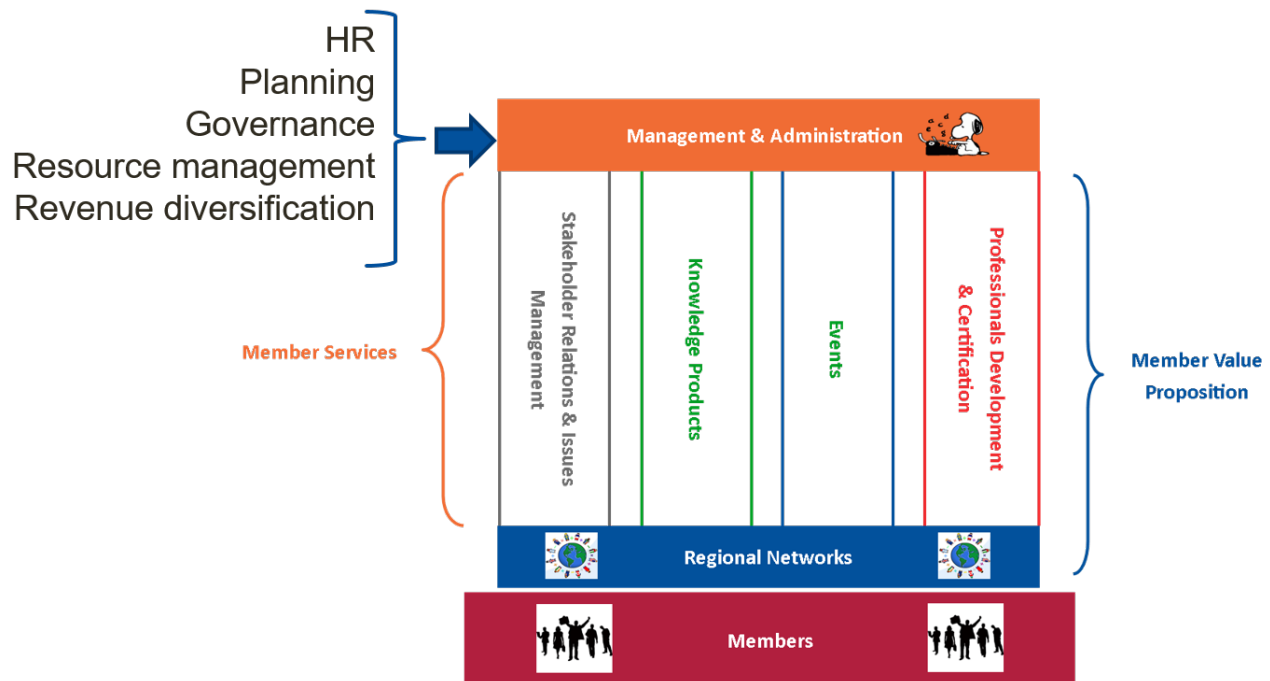 HR
Planning
Governance
Resource management
Revenue diversification
Management & Administration
Member Services
Stakeholder Relations & Issues
Management
Knowledge Products
Events
Professionals Development
& Certification
Member Value
Proposition
Regional Networks
Members